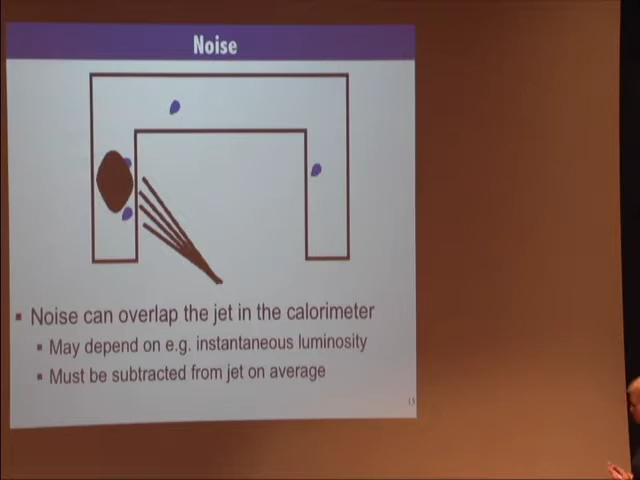 Noise
Noise can overlap the jet in the calorimeter
May depend on e.g. instantaneous luminosity
Must be subtracted from jet on average